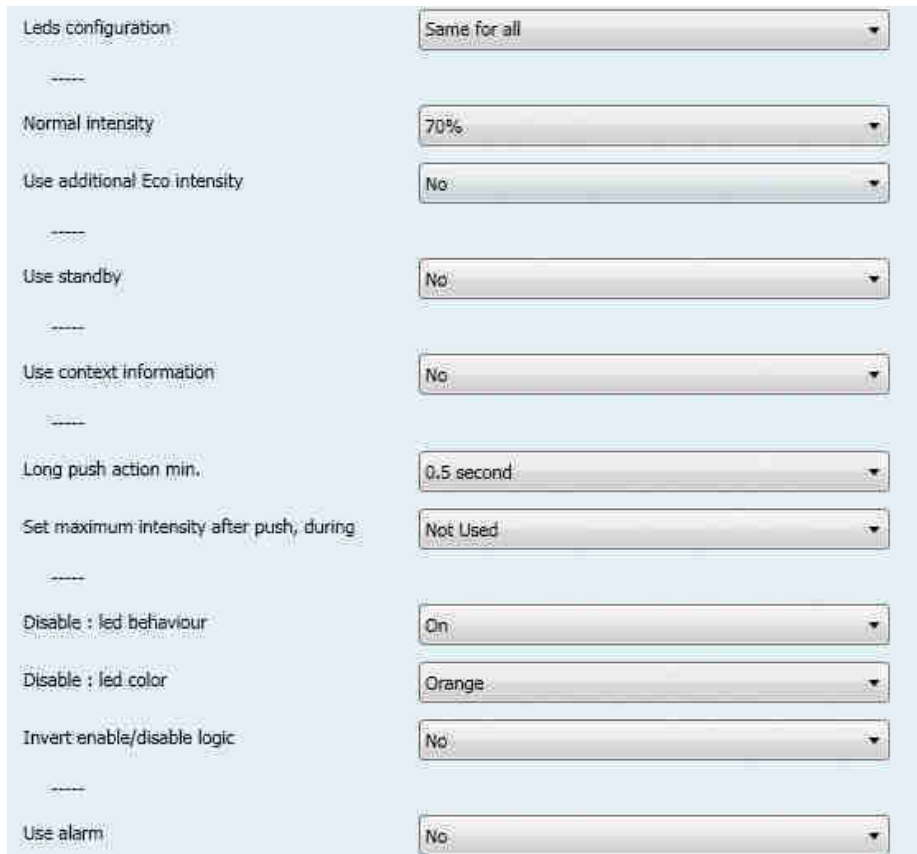 Leds configuration Same for all
-----
Normal intensity 70%
Use additional Eco intensity No
-----
Use standby No
-----
Use context information No
-----
Long push action min. 0.5 second
Set maximum intensity after push, during Not Used
-----
Disable : led behaviour On
Disable : led color Orange
Invert enable/disable logic No
-----
Use alarm No